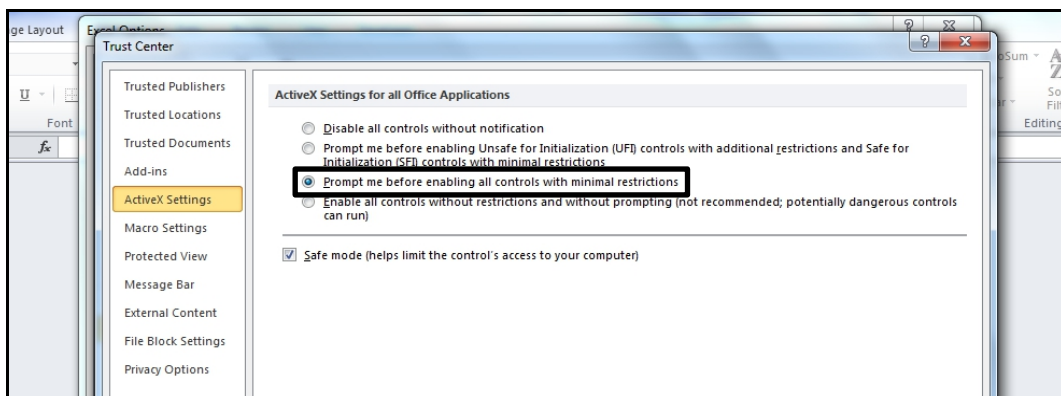 ge Layout
Excel Options
Trust Center
U
Font
fx
Trusted Publishers
Trusted Locations
Trusted Documents
Add-ins
ActiveX Settings
Macro Settings
Protected View
Message Bar
External Content
File Block Settings
Privacy Options
ActiveX Settings for all Office Applications
Disable all controls without notification
Prompt me before enabling Unsafe for Initialization (UFI) controls with additional restrictions and Safe for
Initialization (SFI) controls with minimal restrictions
Prompt me before enabling all controls with minimal restrictions
Enable all controls without restrictions and without prompting (not recommended; potentially dangerous controls
can run)
Safe mode (helps limit the control's access to your computer)
oSum
A
Z
So
ar
Filt
Editing